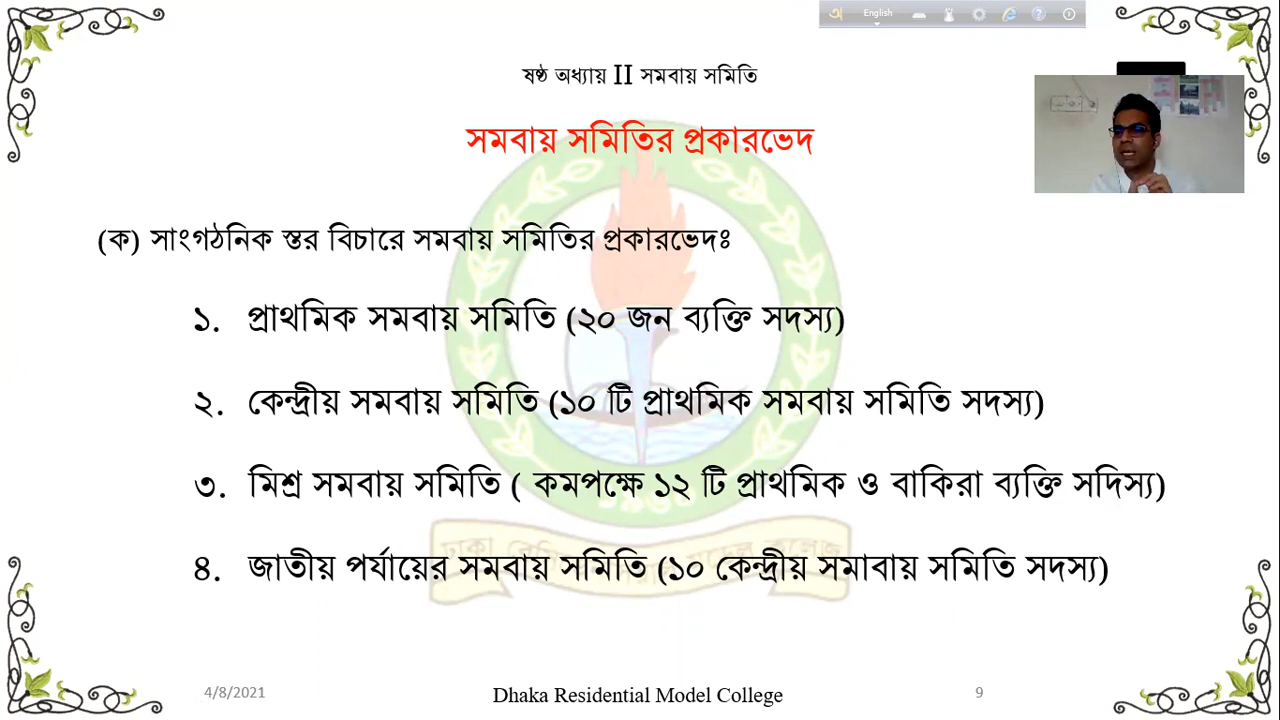 English
ষষ্ঠ অধ্যায় II সমবায় সমিতি
সমবায় সমিতির প্রকারভেদ
(ক) সাংগঠনিক স্তর বিচারে সমবায় সমিতির প্রকারভেদঃ
১. প্রাথমিক সমবায় সমিতি (২০ জন ব্যক্তি সদস্য)
২. কেন্দ্রীয় সমবায় সমিতি (১০ টি প্রাথমিক সমবায় সমিতি সদস্য)
৩. মিশ্র সমবায় সমিতি ( কমপক্ষে ১২ টি প্রাথমিক ও বাকিরা ব্যক্তি সদিস্য)
৪. জাতীয় পর্যায়ের সমবায় সমিতি (১০ কেন্দ্রীয় সমাবায় সমিতি সদস্য)
4/8/2021
Dhaka Residential Model College
9